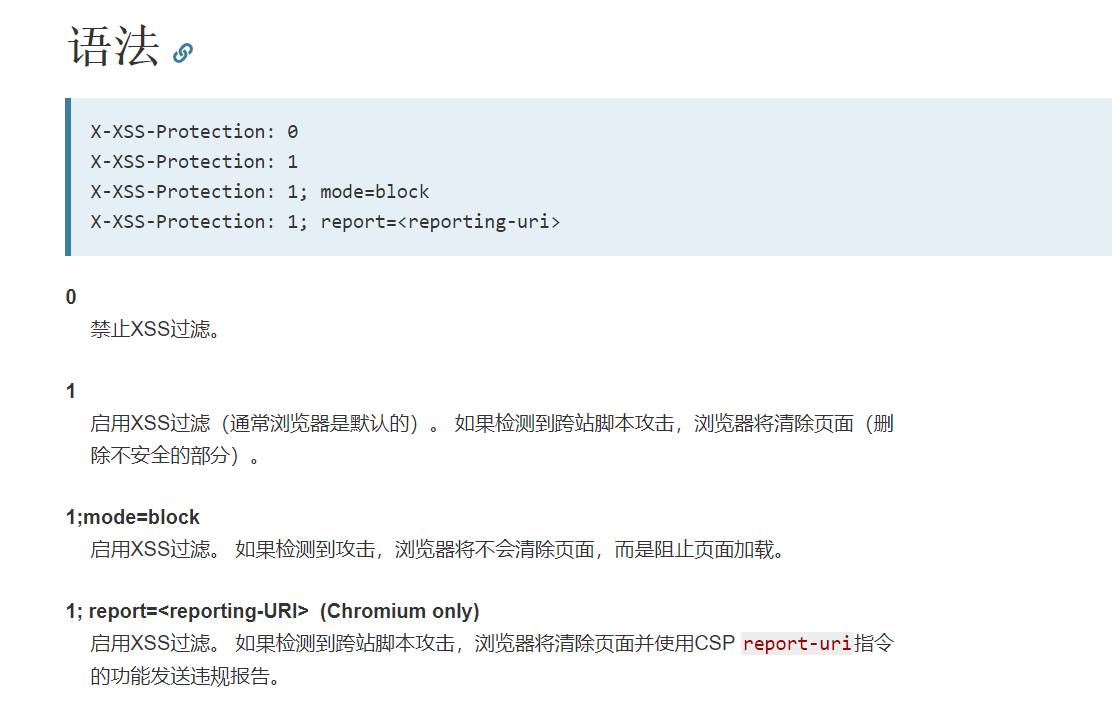 语法
X-XSS-Protection: 0
X-XSS-Protection: 1
X-XSS-Protection: 1; mode=block
X-XSS-Protection: 1; report=<reporting-uri>
0
禁止XSS过滤。
1
启用XSS过滤（通常浏览器是默认的）。 如果检测到跨站脚本攻击，浏览器将清除页面（删
除不安全的部分）。
1;mode=block
启用XSS过滤。 如果检测到攻击，浏览器将不会清除页面，而是阻止页面加载。
1; report=<reporting-URI>  (Chromium only)
启用XSS过滤。 如果检测到跨站脚本攻击，浏览器将清除页面并使用CSP report-uri指令
的功能发送违规报告。